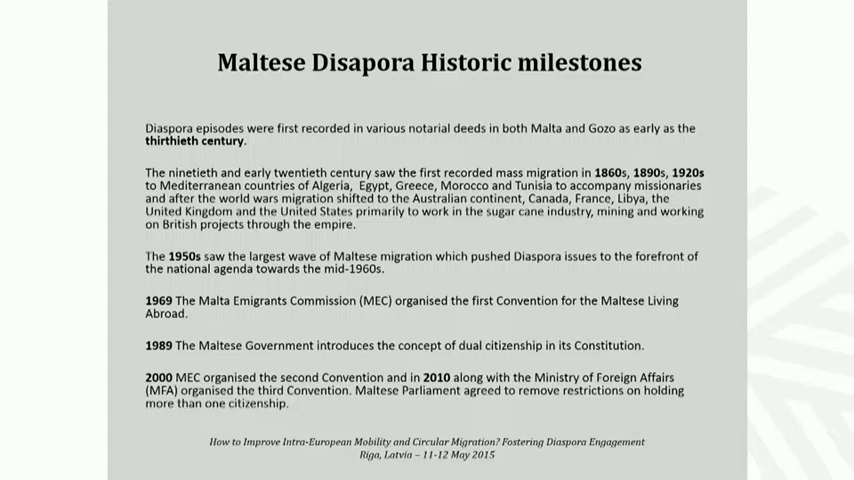 Maltese Disapora Historic milestones
Diaspora episodes were first recorded in various notarial deeds in both Malta and Gozo as early as the
thirthieth century.
The ninetieth and early twentieth century saw the first recorded mass migration in 1860s, 1890s, 1920s
to Mediterranean countries of Algeria, Egypt, Greece, Morocco and Tunisia to accompany missionaries
and after the world wars migration shifted to the Australian continent, Canada, France, Libya, the
United Kingdom and the United States primarily to work in the sugar cane industry, mining and working
on British projects through the empire.
The 1950s saw the largest wave of Maltese migration which pushed Diaspora issues to the forefront of
the national agenda towards the mid-1960s.
1969 The Malta Emigrants Commission (MEC) organised the first Convention for the Maltese Living
Abroad.
1989 The Maltese Government introduces the concept of dual citizenship in its Constitution.
2000 MEC organised the second Convention and in 2010 along with the Ministry of Foreign Affairs
(MFA) organised the third Convention. Maltese Parliament agreed to remove restrictions on holding
more than one citizenship.
How to Improve Intra-European Mobility and Circular Migration? Fostering Diaspora Engagement
Riga, Latvia – 11-12 May 2015